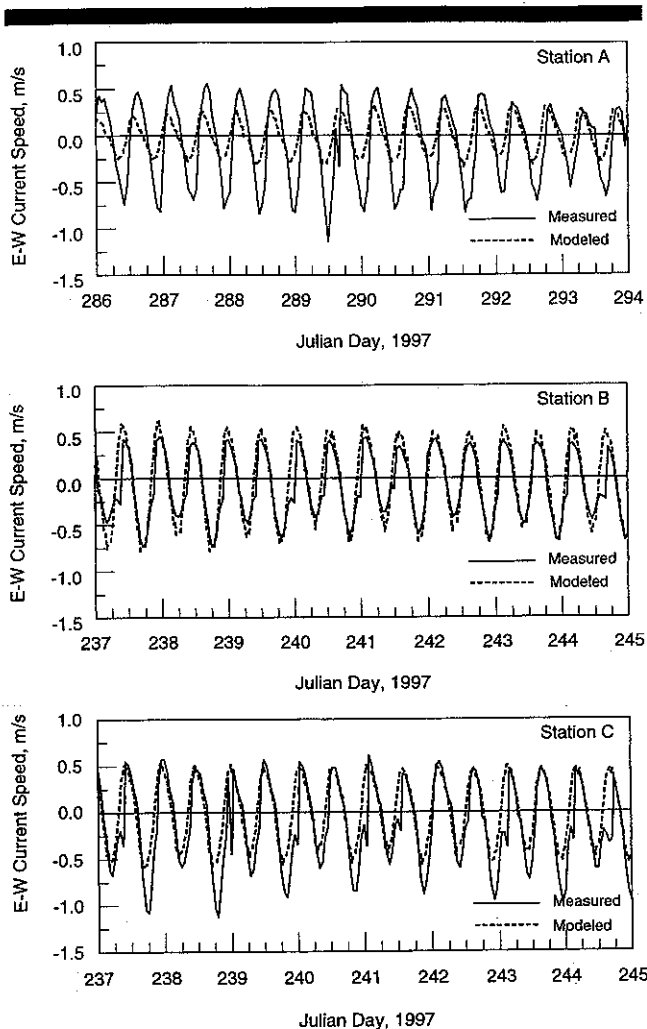 Station A
1.0
0.5
0.0
-0.5
-1.0
-1.5
E-W Current Speed, m/s
Measured
Modeled
286 287 288 289 290 291 292 293 294
Julian Day, 1997
Station B
1.0
0.5
0.0
-0.5
-1.0
-1.5
E-W Current Speed, m/s
Measured
Modeled
237 238 239 240 241 242 243 244 245
Julian Day, 1997
Station C
1.0
0.5
0.0
-0.5
-1.0
-1.5
E-W Current Speed, m/s
Measured
Modeled
237 238 239 240 241 242 243 244 245
Julian Day, 1997